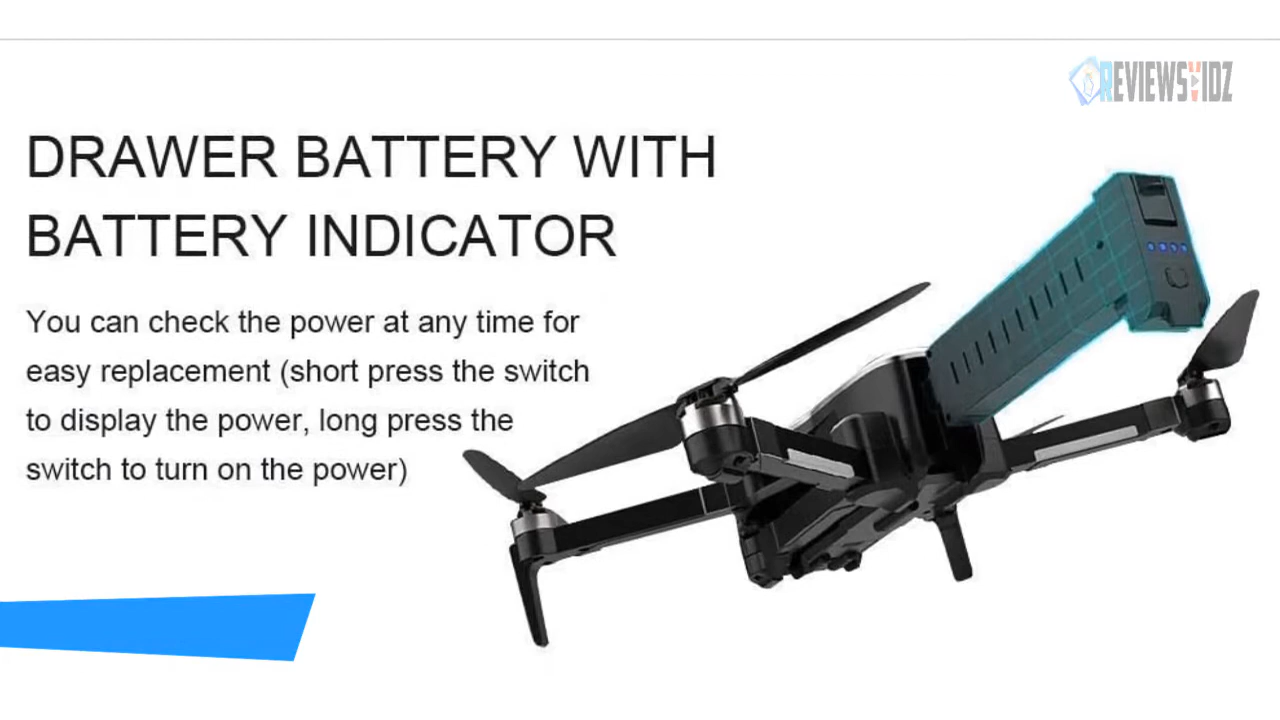 REVIEWSVIDZ
DRAWER BATTERY WITH
BATTERY INDICATOR
You can check the power at any time for
easy replacement (short press the switch
to display the power, long press the
switch to turn on the power)